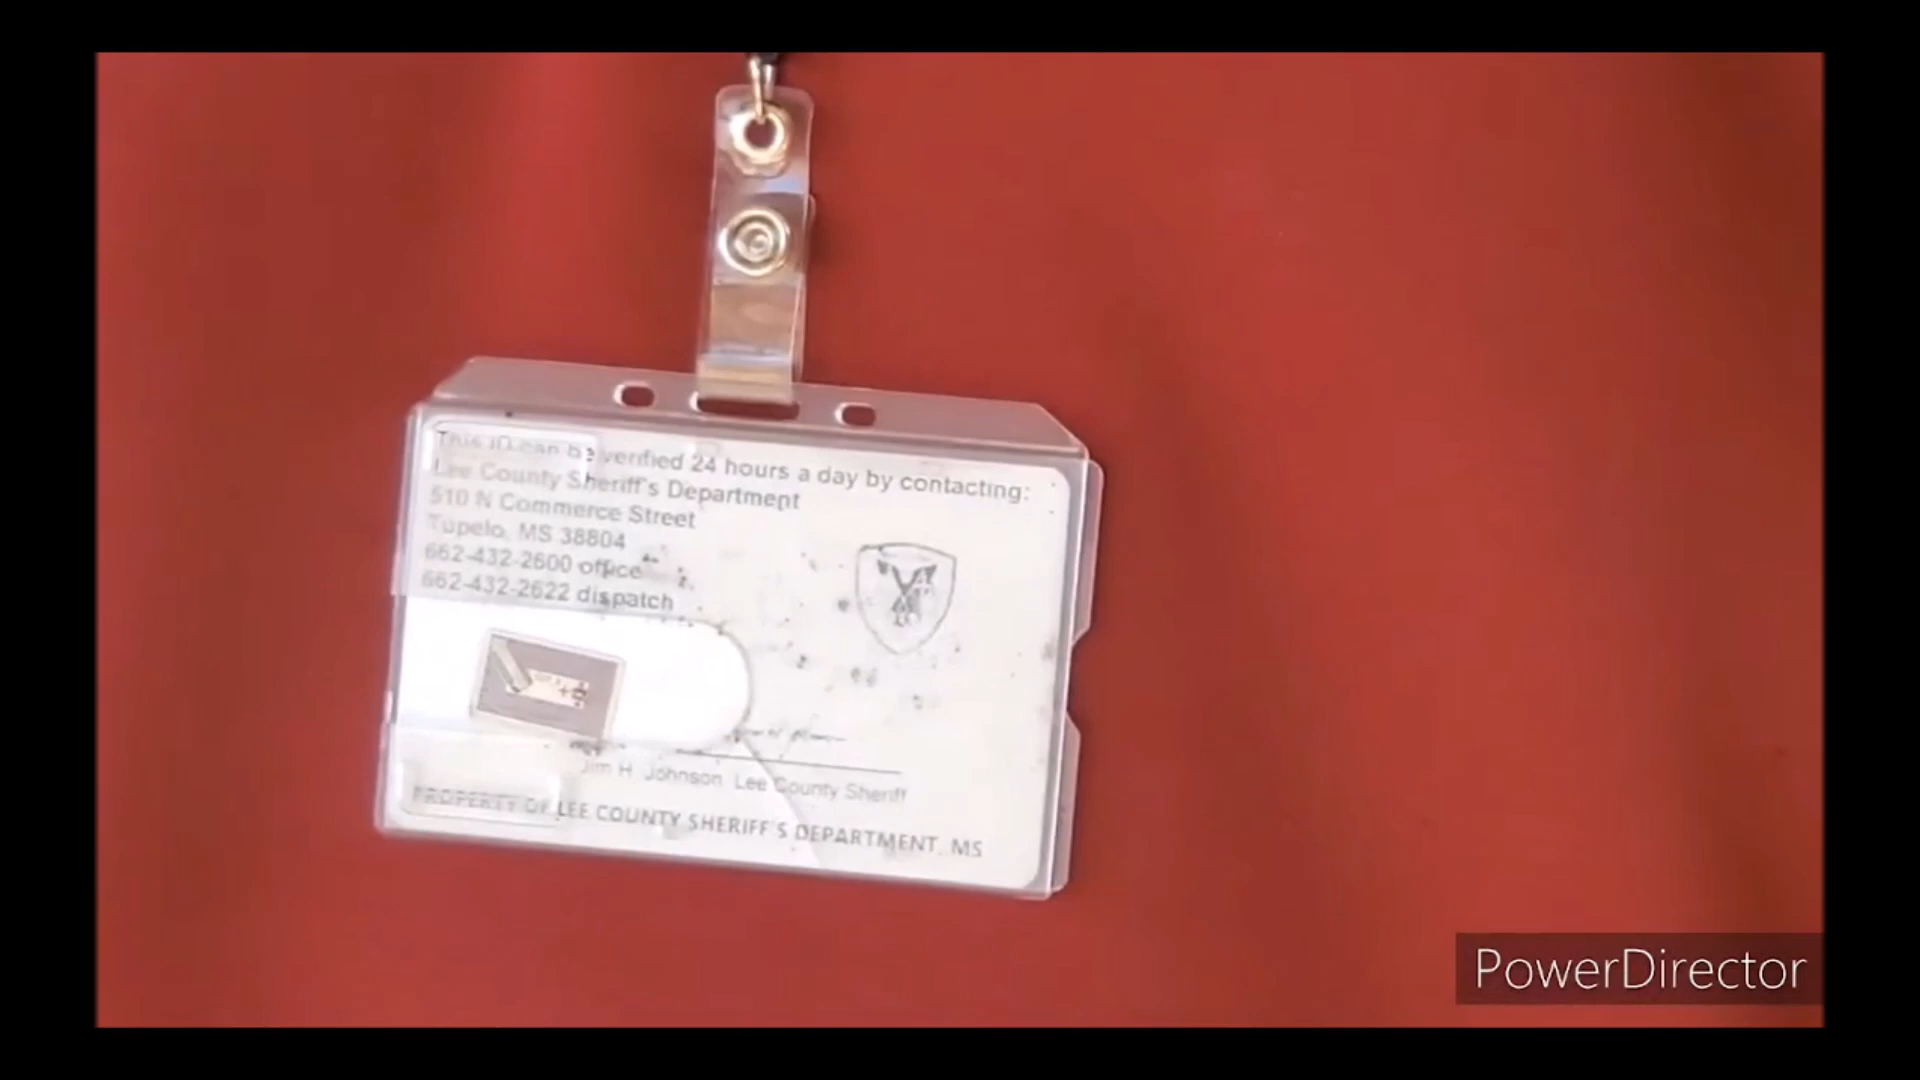 This ID can be verified 24 hours a day by contacting:
Lee County Sheriff's Department
510 N Commerce Street
Tupelo, MS 38804
662-432-2600 office
662-432-2622 dispatch
Jim H. Johnson, Lee County Sheriff
PROPERTY OF LEE COUNTY SHERIFF'S DEPARTMENT, MS
PowerDirector